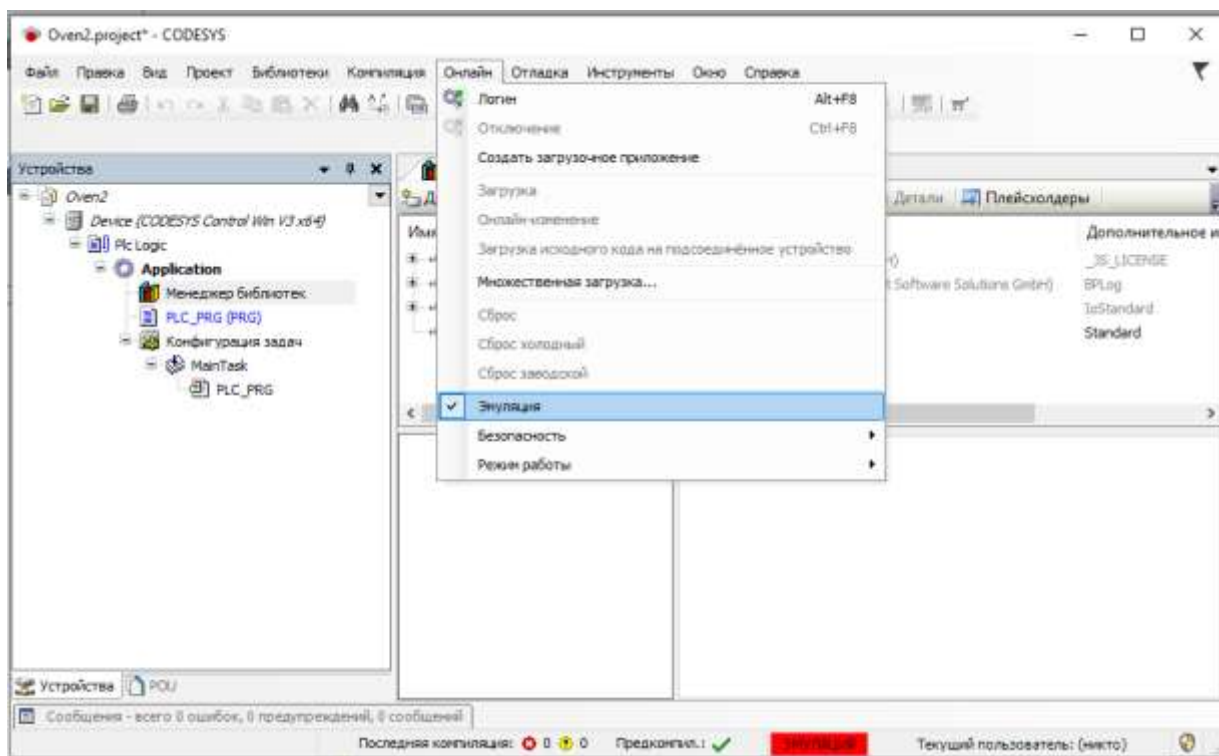 Oven2.project* - CODESYS
Файл Правка Вид Проект Библиотеки Компиляция Онлайн Отладка Инструменты Окно Справка
Логин Alt+F8
Отключение Ctrl+F8
Создать загрузочное приложение
Загрузка
Онлайн-изменение
Загрузка исходного кода на подсоединённое устройство
Множественная загрузка...
Сброс
Сброс холодный
Сброс заводской
Эмуляция
Безопасность
Режим работы
Устройства
Oven2
Device (CODESYS Control Win V3 x64)
Plc Logic
Application
Менеджер библиотек
PLC_PRG (PRG)
Конфигурация задач
MainTask
PLC_PRG
Детали Плейсхолдеры
Дополнительное и
_3S_LICENSE
t Software Solutions GmbH) BPLog
IoStandard
Standard
Устройства POU
Сообщения - всего 0 ошибок, 0 предупреждений, 0 сообщений
Последняя компиляция: 0 0 Предкомпил.: ЭМУЛЯЦИЯ Текущий пользователь: (никто)